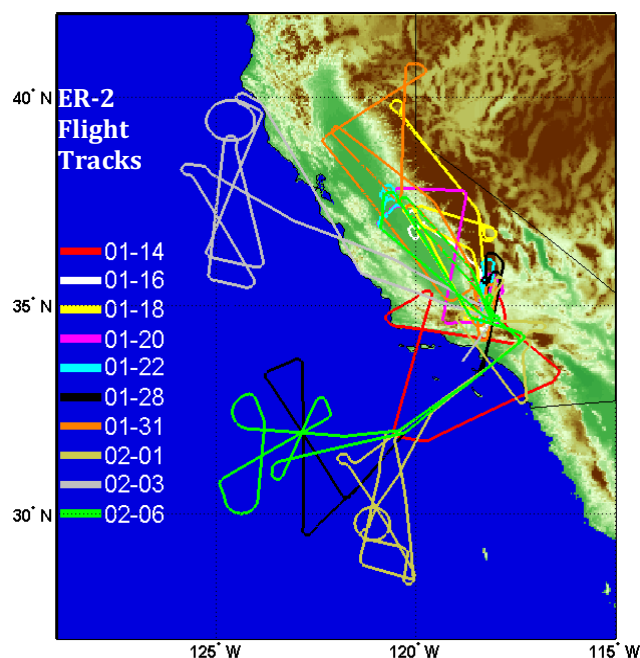 ER-2
Flight
Tracks
40° N
35° N
30° N
01-14
01-16
01-18
01-20
01-22
01-28
01-31
02-01
02-03
02-06
125° W
120° W
115° W